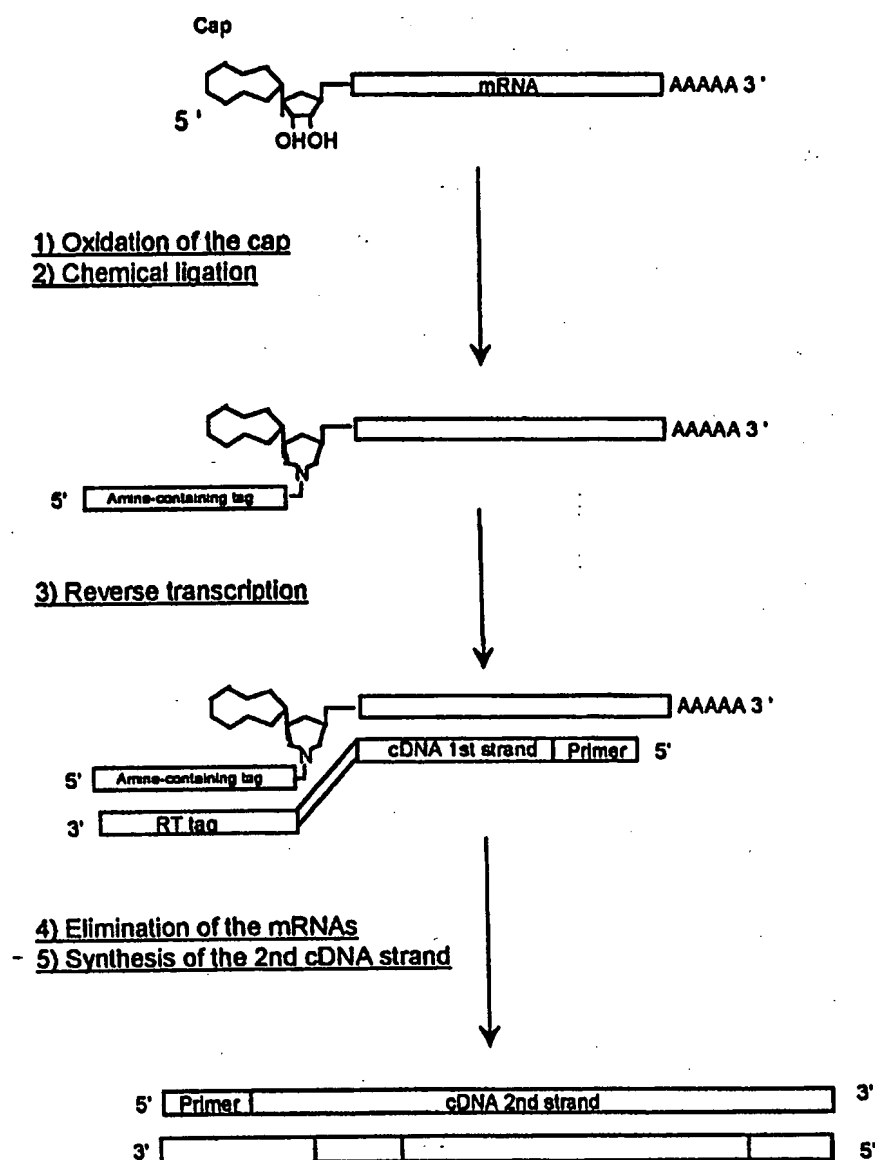 Cap
mRNA AAAAA 3 '
5 '
OHOH
1) Oxidation of the cap
2) Chemical ligation
AAAAA 3 '
N
5' Amine-containing tag
3) Reverse transcription
AAAAA 3 '
cDNA 1st strand Primer 5'
N
5' Amine-containing tag
3' RT tag
4) Elimination of the mRNAs
- 5) Synthesis of the 2nd cDNA strand
5' Primer cDNA 2nd strand 3'
3' 5'